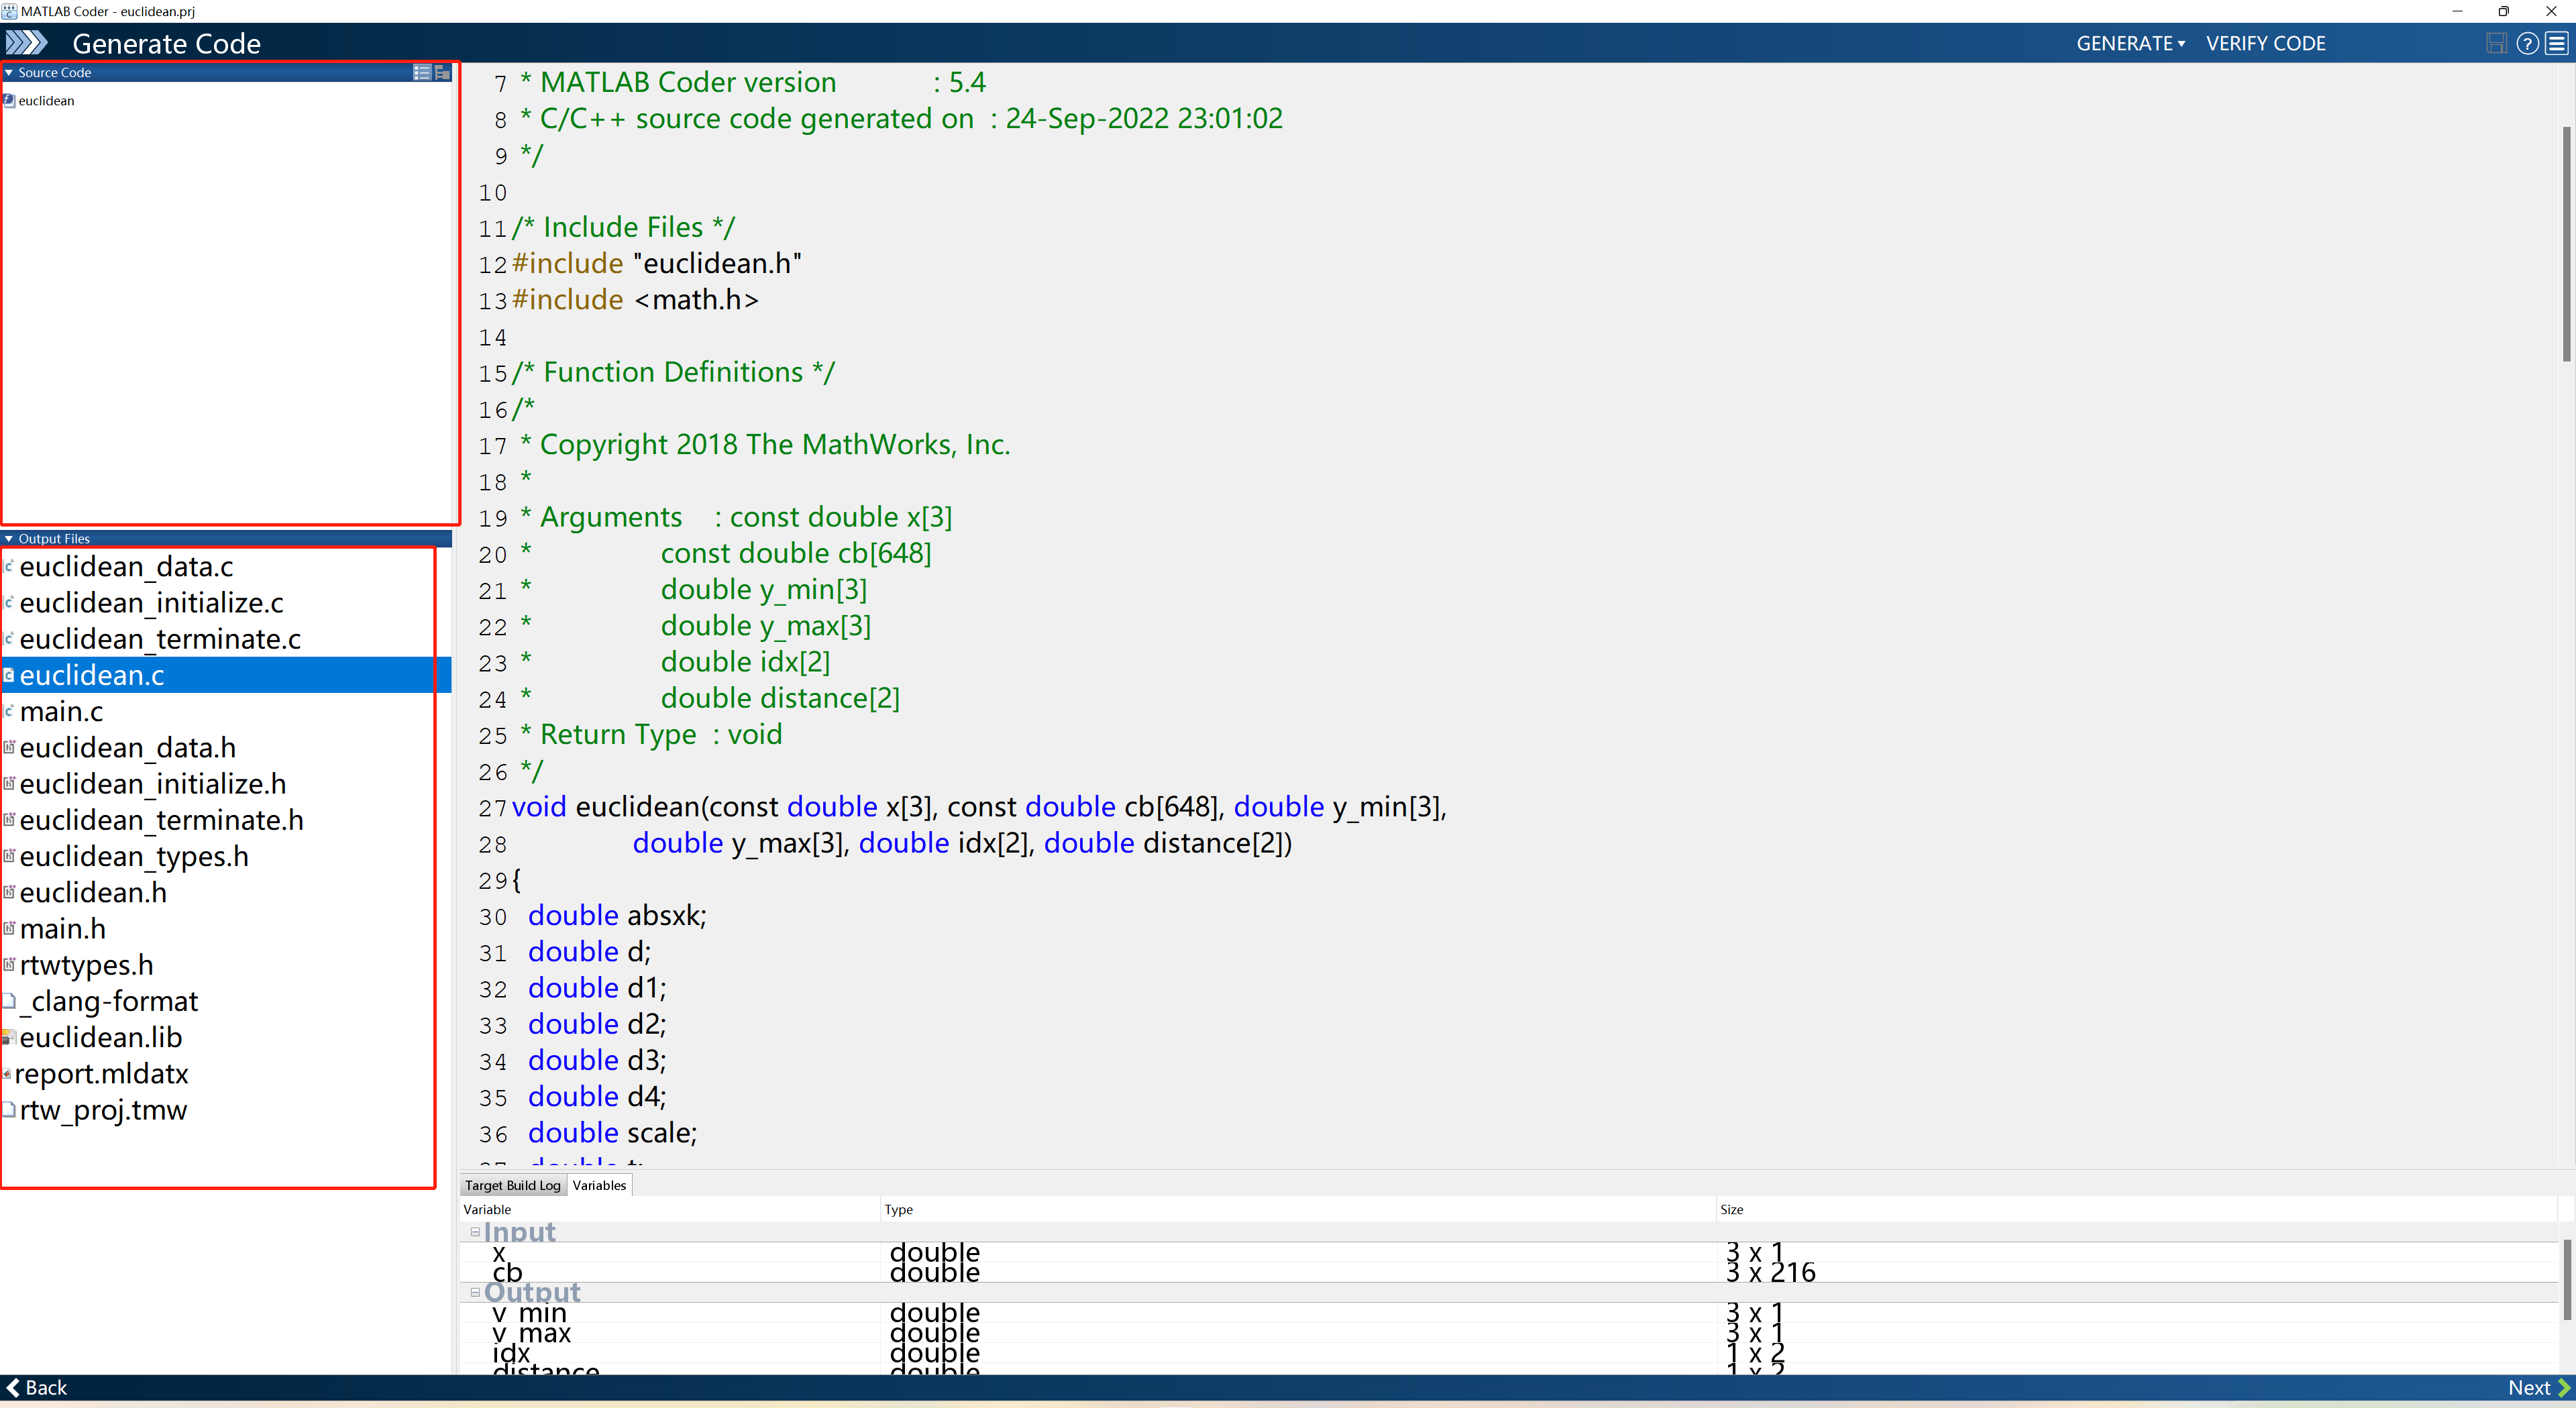 MATLAB Coder - euclidean.prj
Generate Code
GENERATE
VERIFY CODE
Source Code
euclidean
Output Files
euclidean_data.c
euclidean_initialize.c
euclidean_terminate.c
euclidean.c
main.c
euclidean_data.h
euclidean_initialize.h
euclidean_terminate.h
euclidean_types.h
euclidean.h
main.h
rtwtypes.h
_clang-format
euclidean.lib
report.mldatx
rtw_proj.tmw
7 * MATLAB Coder version : 5.4
8 * C/C++ source code generated on : 24-Sep-2022 23:01:02
9 */
10
11 /* Include Files */
12 #include "euclidean.h"
13 #include <math.h>
14
15 /* Function Definitions */
16 /*
17 * Copyright 2018 The MathWorks, Inc.
18 *
19 * Arguments : const double x[3]
20 * const double cb[648]
21 * double y_min[3]
22 * double y_max[3]
23 * double idx[2]
24 * double distance[2]
25 * Return Type : void
26 */
27 void euclidean(const double x[3], const double cb[648], double y_min[3],
28 double y_max[3], double idx[2], double distance[2])
29 {
30 double absxk;
31 double d;
32 double d1;
33 double d2;
34 double d3;
35 double d4;
36 double scale;
Target Build Log
Variables
Variable Type Size
Input
x double 3 x 1
cb double 3 x 216
Output
y_min double 3 x 1
y_max double 3 x 1
idx double 1 x 2
distance double 1 x 2
Back
Next